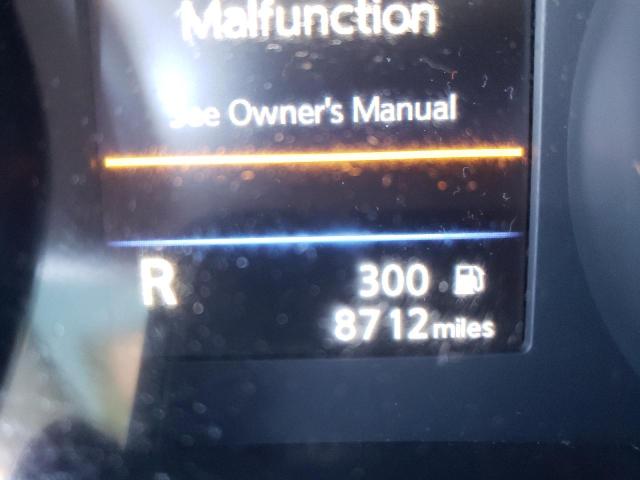 Malfunction
See Owner's Manual
R 300
8712 miles